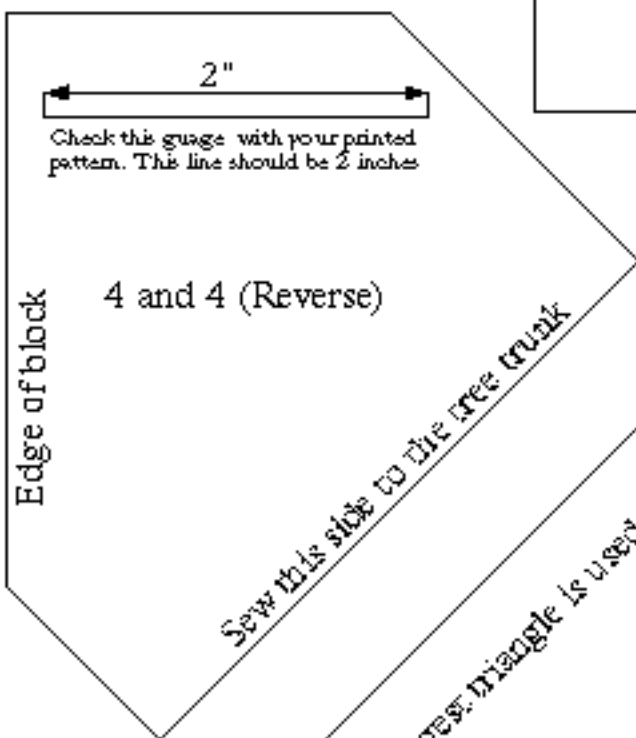 2"
Check this guage with your printed
pattern. This line should be 2 inches
4 and 4 (Reverse)
Edge of block
Sew this side to the tree trunk
triangle is used